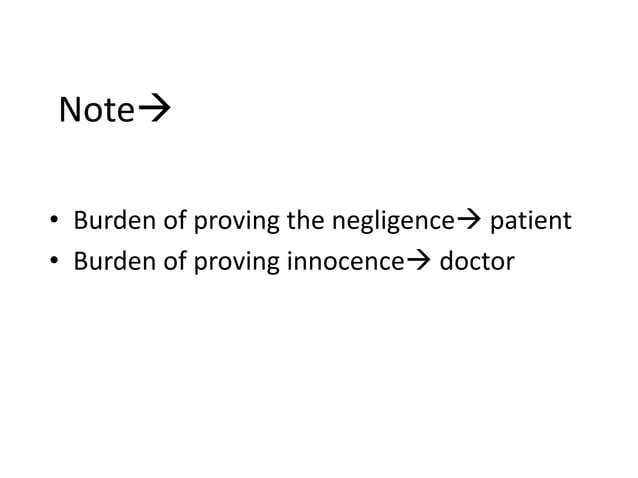 Note→
• Burden of proving the negligence→ patient
• Burden of proving innocence→ doctor